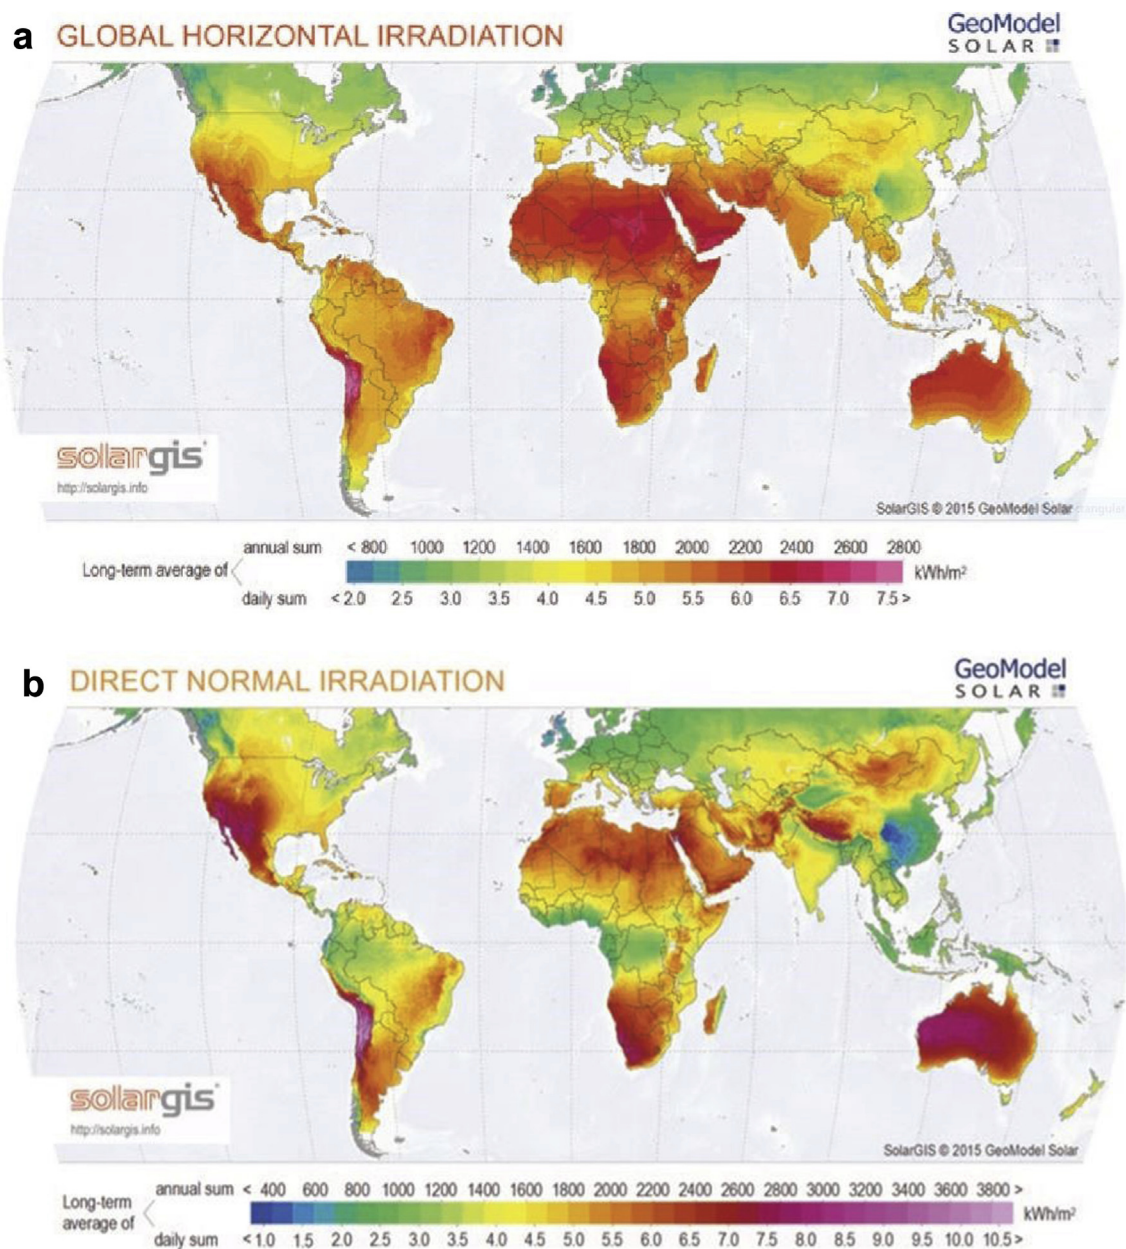 a GLOBAL HORIZONTAL IRRADIATION
GeoModel
SOLAR
solargis
http://solargis.info
SolarGIS © 2015 GeoModel Solar
annual sum < 800 1000 1200 1400 1600 1800 2000 2200 2400 2600 2800
Long-term average of kWh/m²
daily sum < 2.0 2.5 3.0 3.5 4.0 4.5 5.0 5.5 6.0 6.5 7.0 7.5 >
b DIRECT NORMAL IRRADIATION
GeoModel
SOLAR
solargis
http://solargis.info
SolarGIS © 2015 GeoModel Solar
annual sum < 400 600 800 1000 1200 1400 1600 1800 2000 2200 2400 2600 2800 3000 3200 3400 3600 3800 >
Long-term
average of kWh/m²
daily sum < 1.0 1.5 2.0 2.5 3.0 3.5 4.0 4.5 5.0 5.5 6.0 6.5 7.0 7.5 8.0 8.5 9.0 9.5 10.0 10.5 >